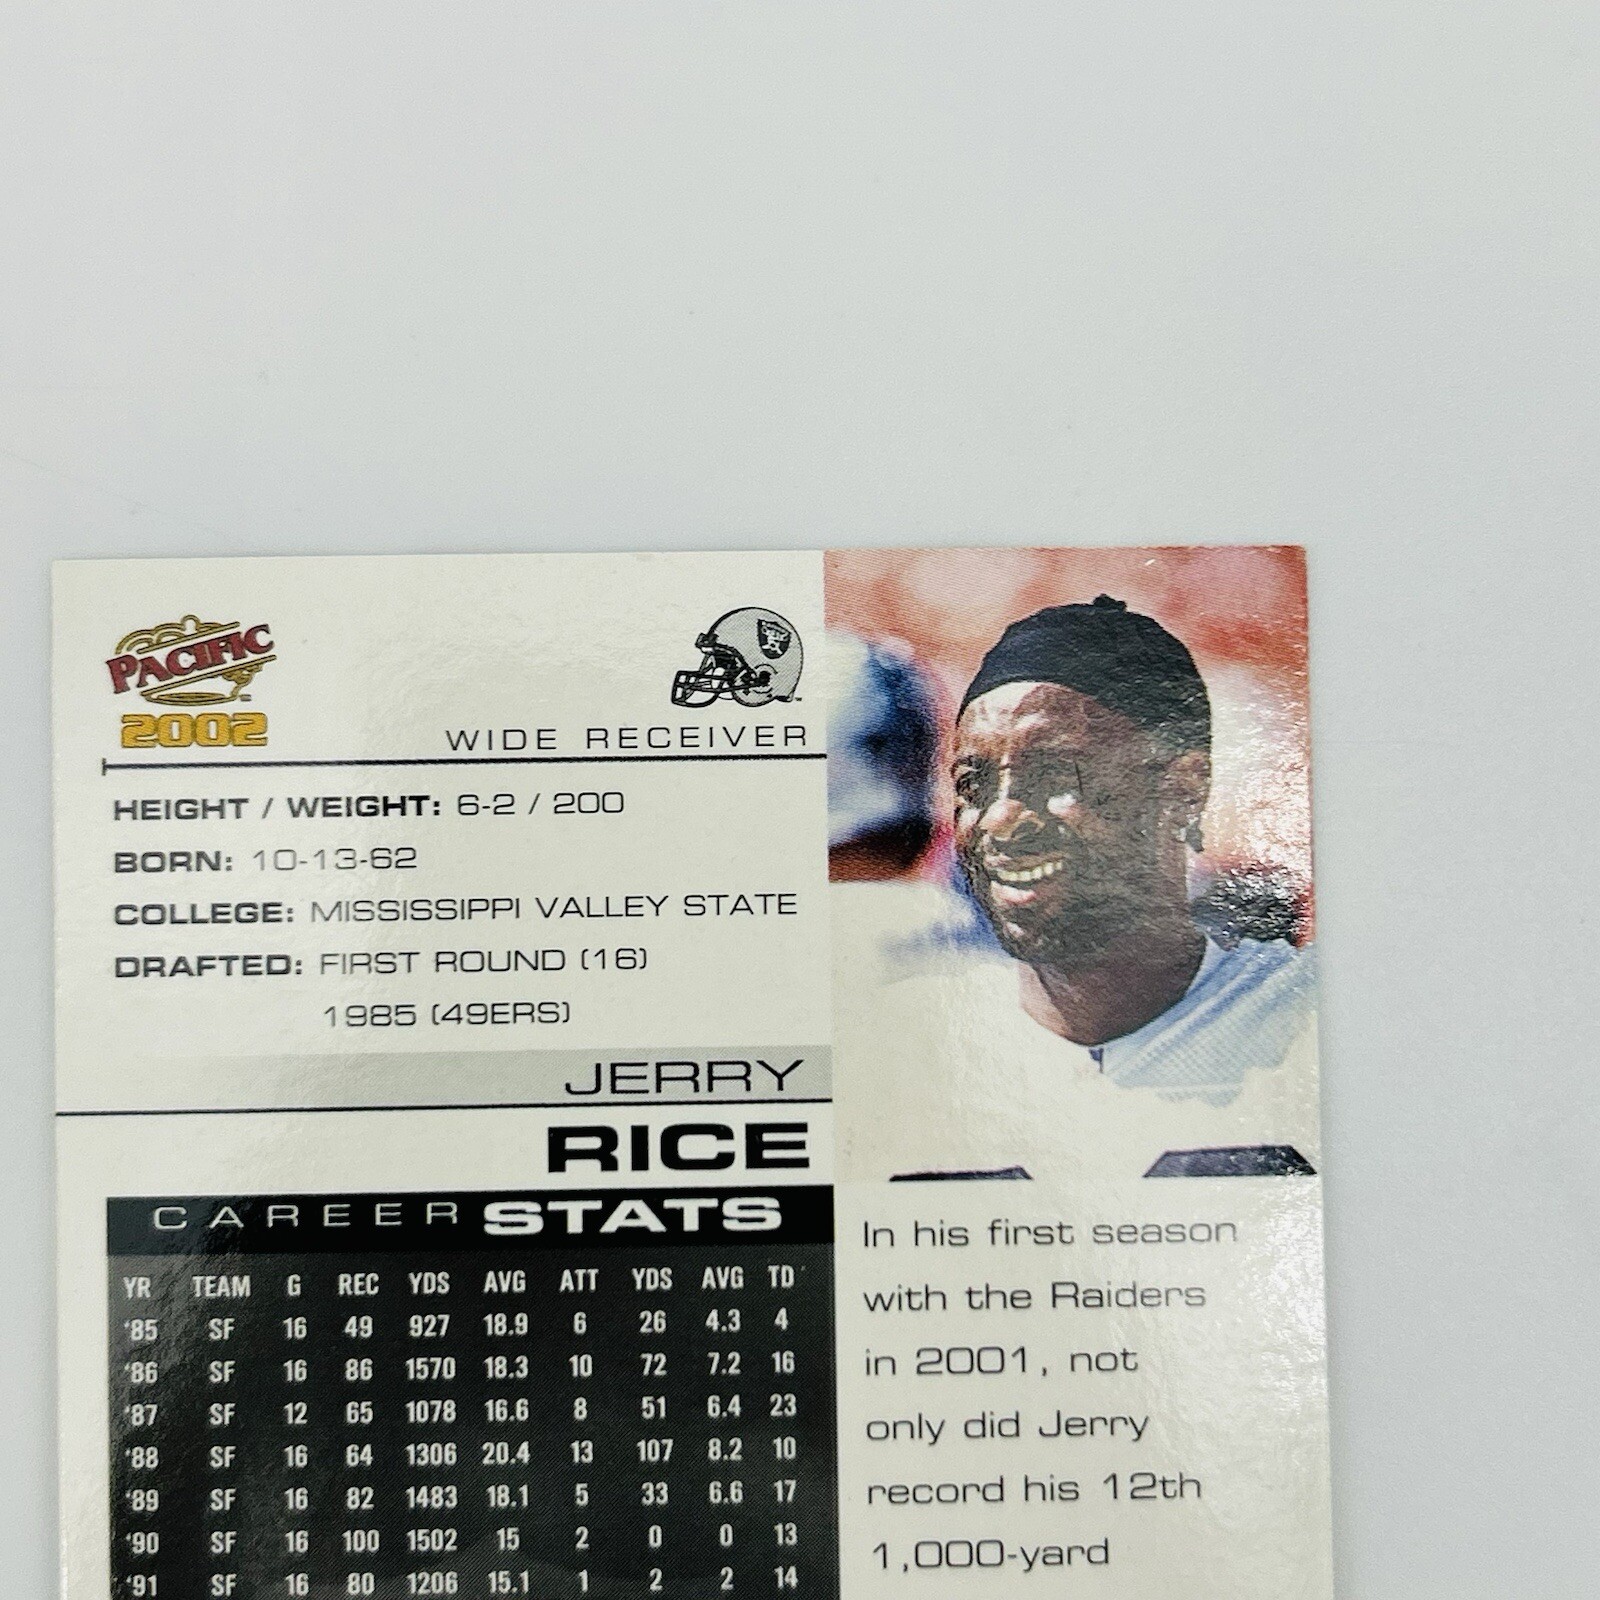 PACIFIC
2002
WIDE RECEIVER
HEIGHT / WEIGHT: 6-2 / 200
BORN: 10-13-62
COLLEGE: MISSISSIPPI VALLEY STATE
DRAFTED: FIRST ROUND (16)
1985 (49ERS)
JERRY
RICE
CAREER STATS
YR TEAM G REC YDS AVG ATT YDS AVG TD
'85 SF 16 49 927 18.9 6 26 4.3 4
'86 SF 16 86 1570 18.3 10 72 7.2 16
'87 SF 12 65 1078 16.6 8 51 6.4 23
'88 SF 16 64 1306 20.4 13 107 8.2 10
'89 SF 16 82 1483 18.1 5 33 6.6 17
'90 SF 16 100 1502 15 2 0 0 13
'91 SF 16 80 1206 15.1 1 2 2 14
In his first season
with the Raiders
in 2001, not
only did Jerry
record his 12th
1,000-yard